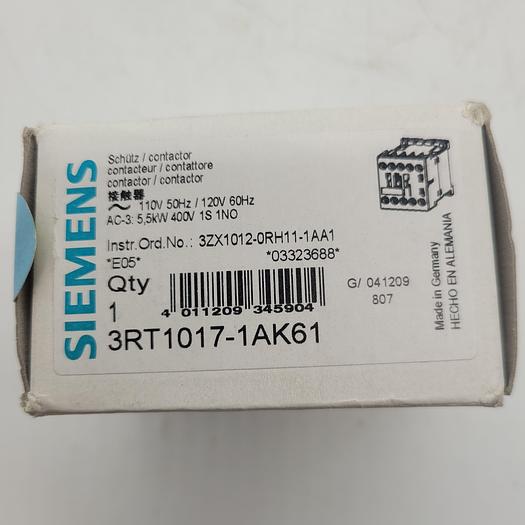 SIEMENS
Schütz / contactor
contacteur / contattore
contactor / contactor
接触器
~ 110V 50Hz / 120V 60Hz
AC-3: 5,5kW 400V 1S 1NO
Instr.Ord.No.: 3ZX1012-0RH11-1AA1
*E05* *03323688*
Qty
1
4 011209 345904
G/ 041209
807
3RT1017-1AK61
Made in Germany
HECHO EN ALEMANIA